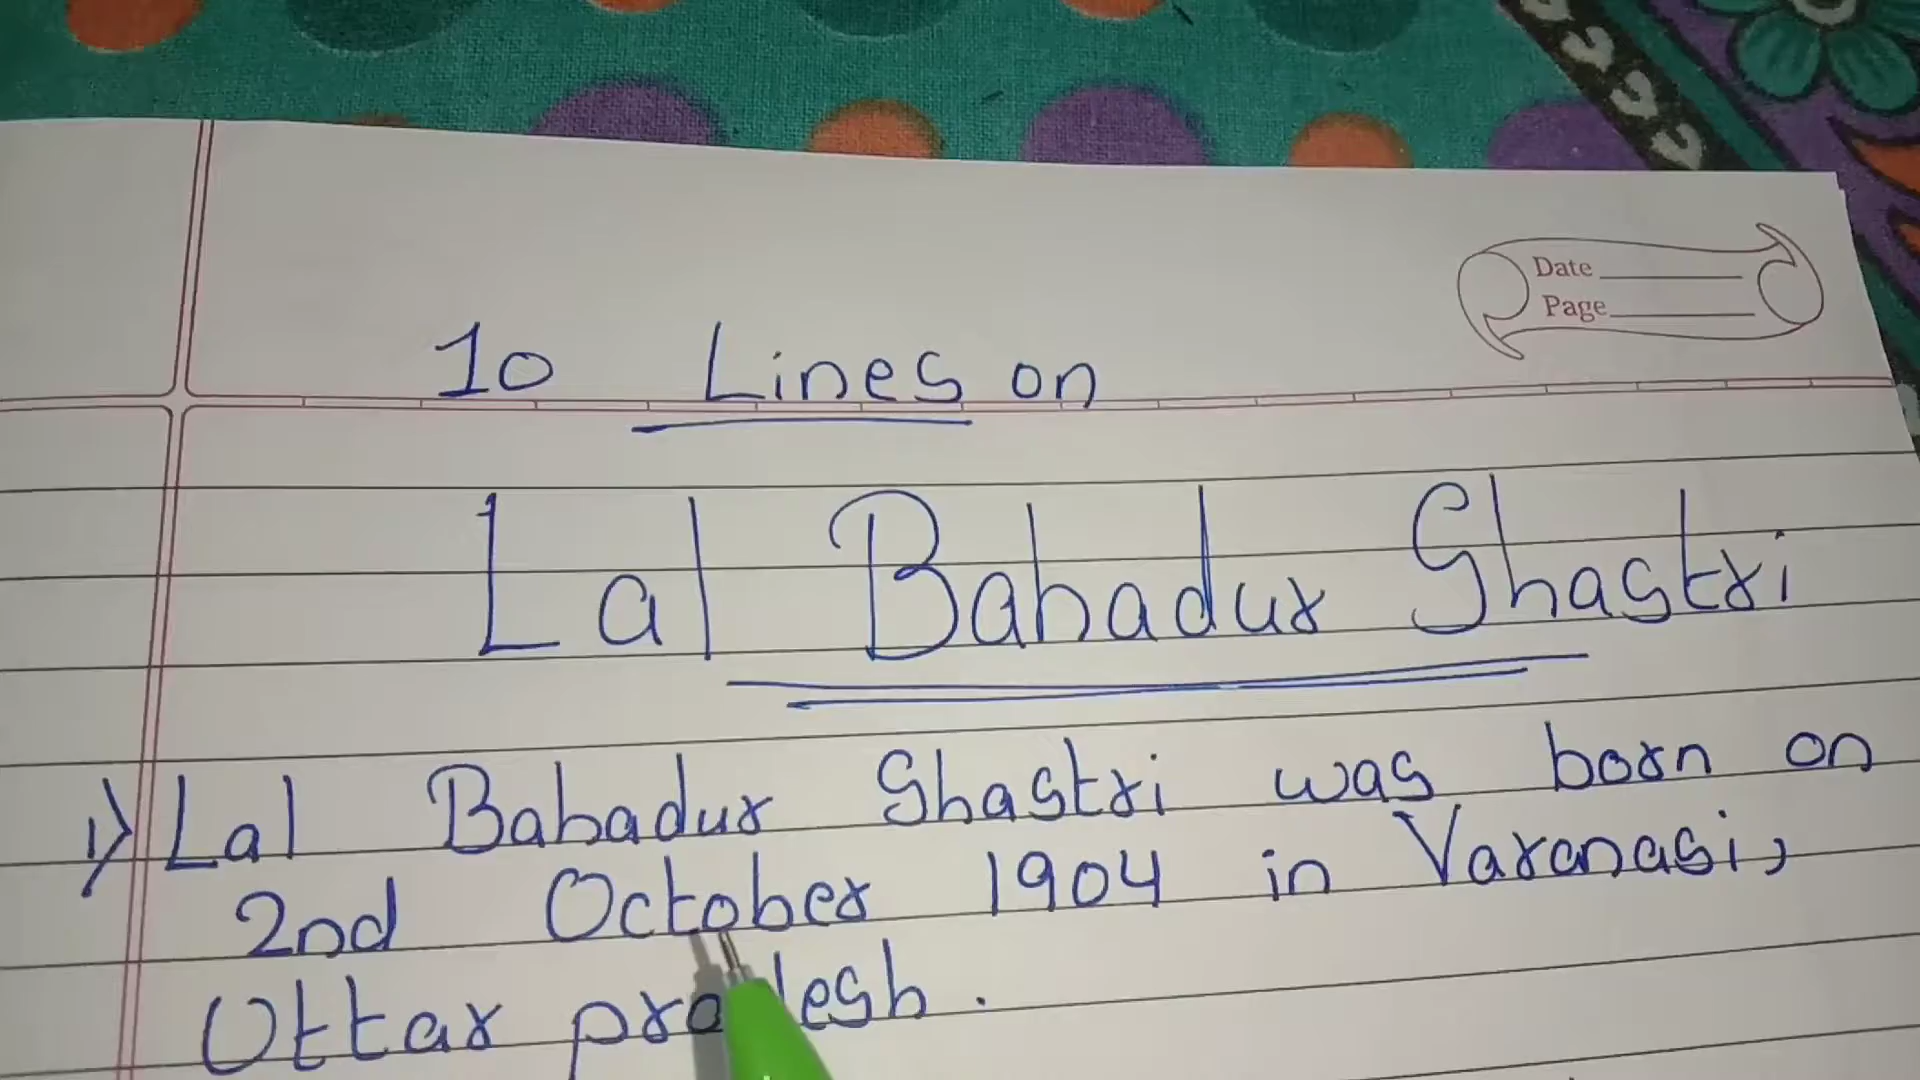 Date
Page
10 Lines on
Lal Bahadur Shastri
1) Lal Bahadur Shastri was born on
2nd October 1904 in Varanasi,
Uttar pradesh.